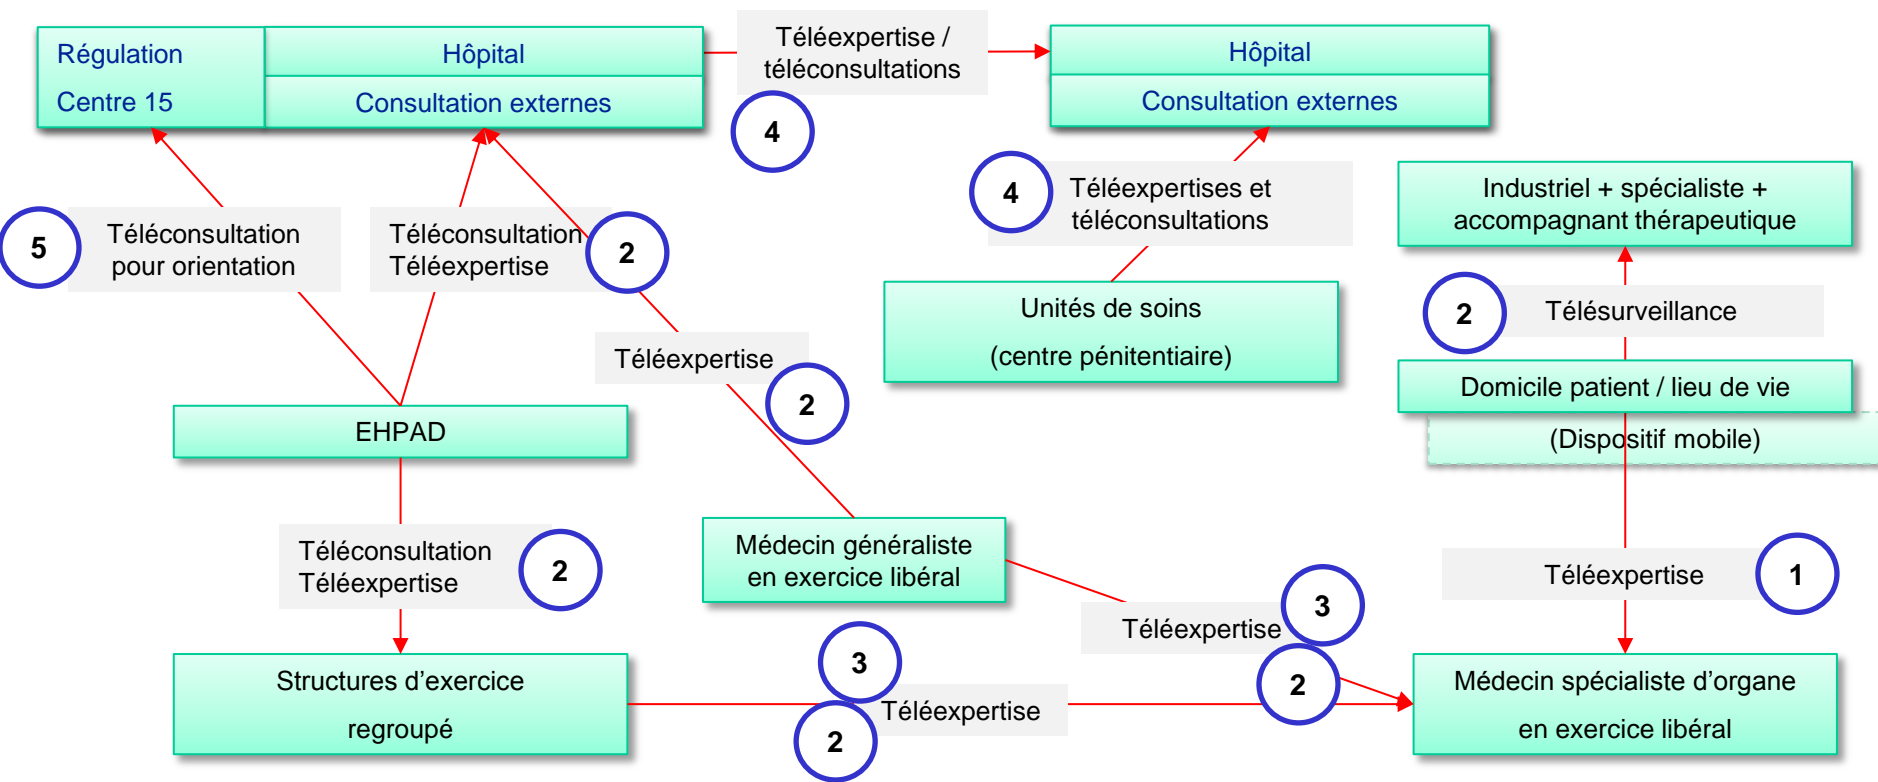 Régulation
Centre 15
Hôpital
Consultation externes
Téléexpertise /
téléconsultations
4
Hôpital
Consultation externes
5
Téléconsultation
pour orientation
Téléconsultation
Téléexpertise
2
4
Téléexpertises et
téléconsultations
Industriel + spécialiste +
accompagnant thérapeutique
Unités de soins
(centre pénitentiaire)
2
Télésurveillance
Téléexpertise
2
Domicile patient / lieu de vie
(Dispositif mobile)
EHPAD
Téléconsultation
Téléexpertise
2
Médecin généraliste
en exercice libéral
Téléexpertise
1
Téléexpertise
3
2
Structures d’exercice
regroupé
3
2
Téléexpertise
Médecin spécialiste d’organe
en exercice libéral